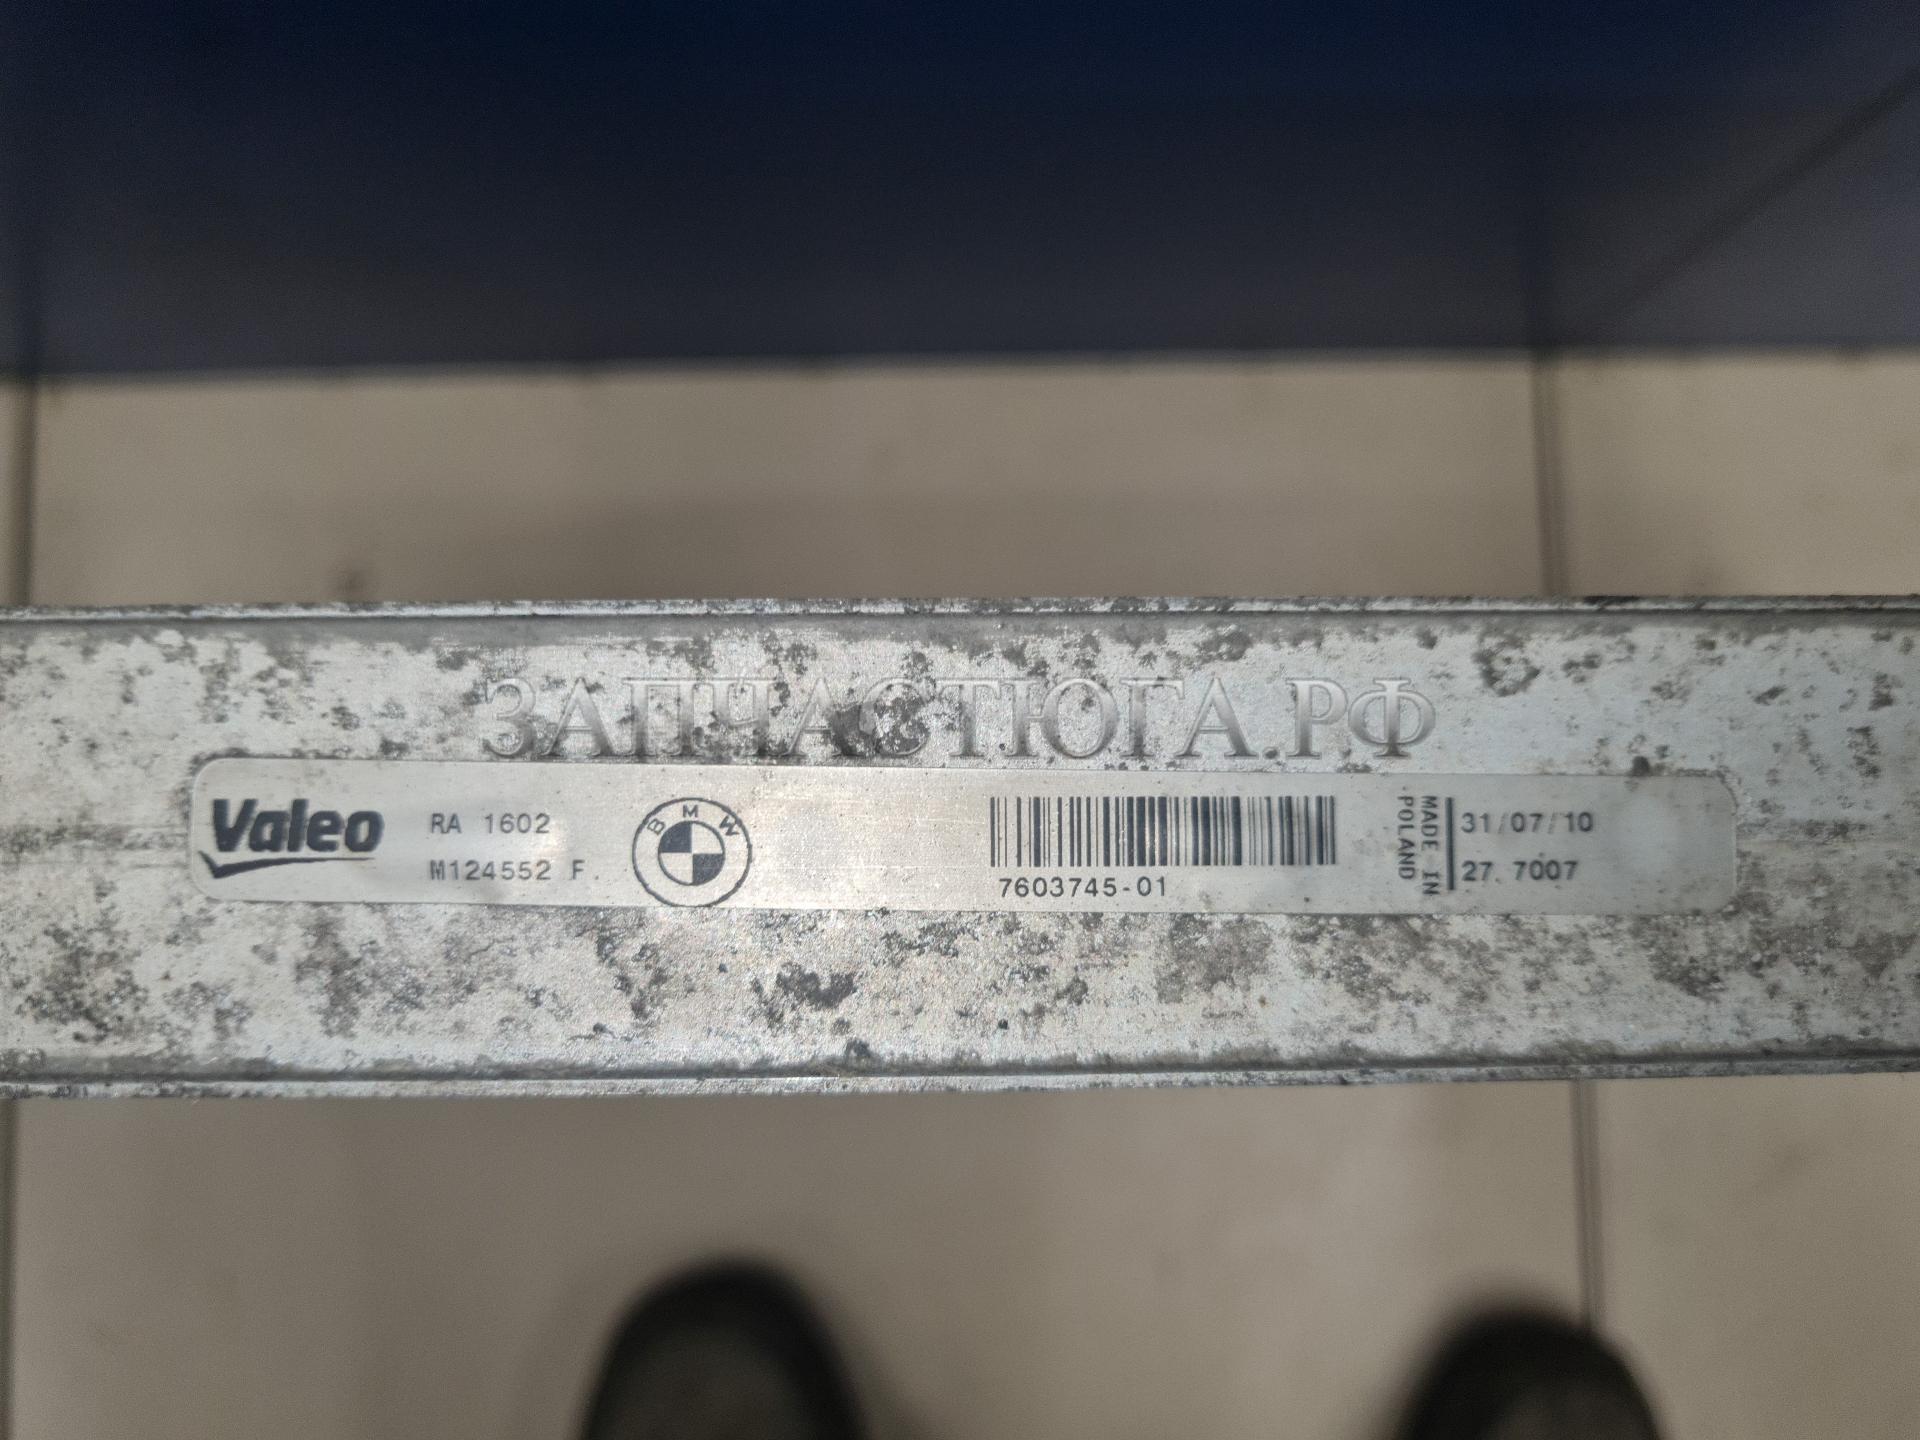 ЗАПЧАСТЮГА.РФ
Valeo
RA 1602
M124552 F.
BMW
7603745-01
MADE IN
POLAND
31/07/10
27. 7007